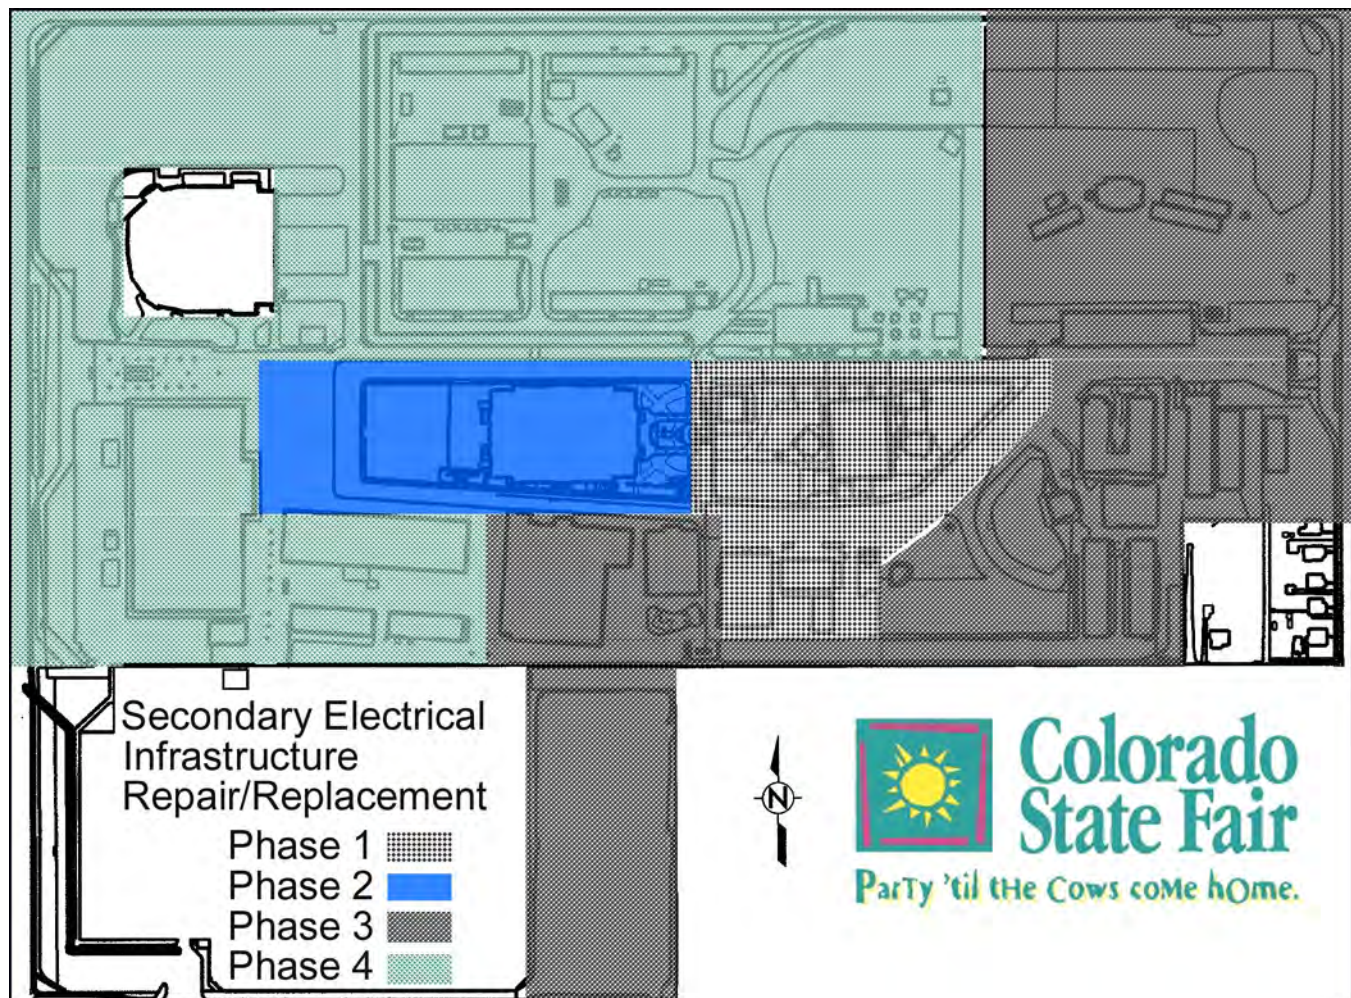 Secondary Electrical
Infrastructure
Repair/Replacement
Phase 1
Phase 2
Phase 3
Phase 4
N
Colorado
State Fair
ParTy 'til tHe Cows coMe hOme.